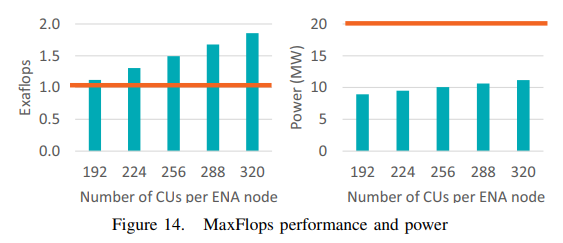 Exaflops
2.0
1.5
1.0
0.5
0.0
192 224 256 288 320
Number of CUs per ENA node
Power (MW)
20
15
10
5
0
192 224 256 288 320
Number of CUs per ENA node
Figure 14. MaxFlops performance and power